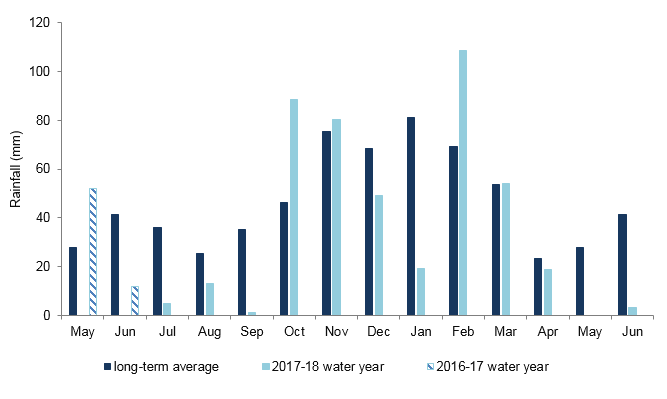 120
100
80
60
40
20
0
Rainfall (mm)
May Jun Jul Aug Sep Oct Nov Dec Jan Feb Mar Apr May Jun
long-term average 2017-18 water year 2016-17 water year